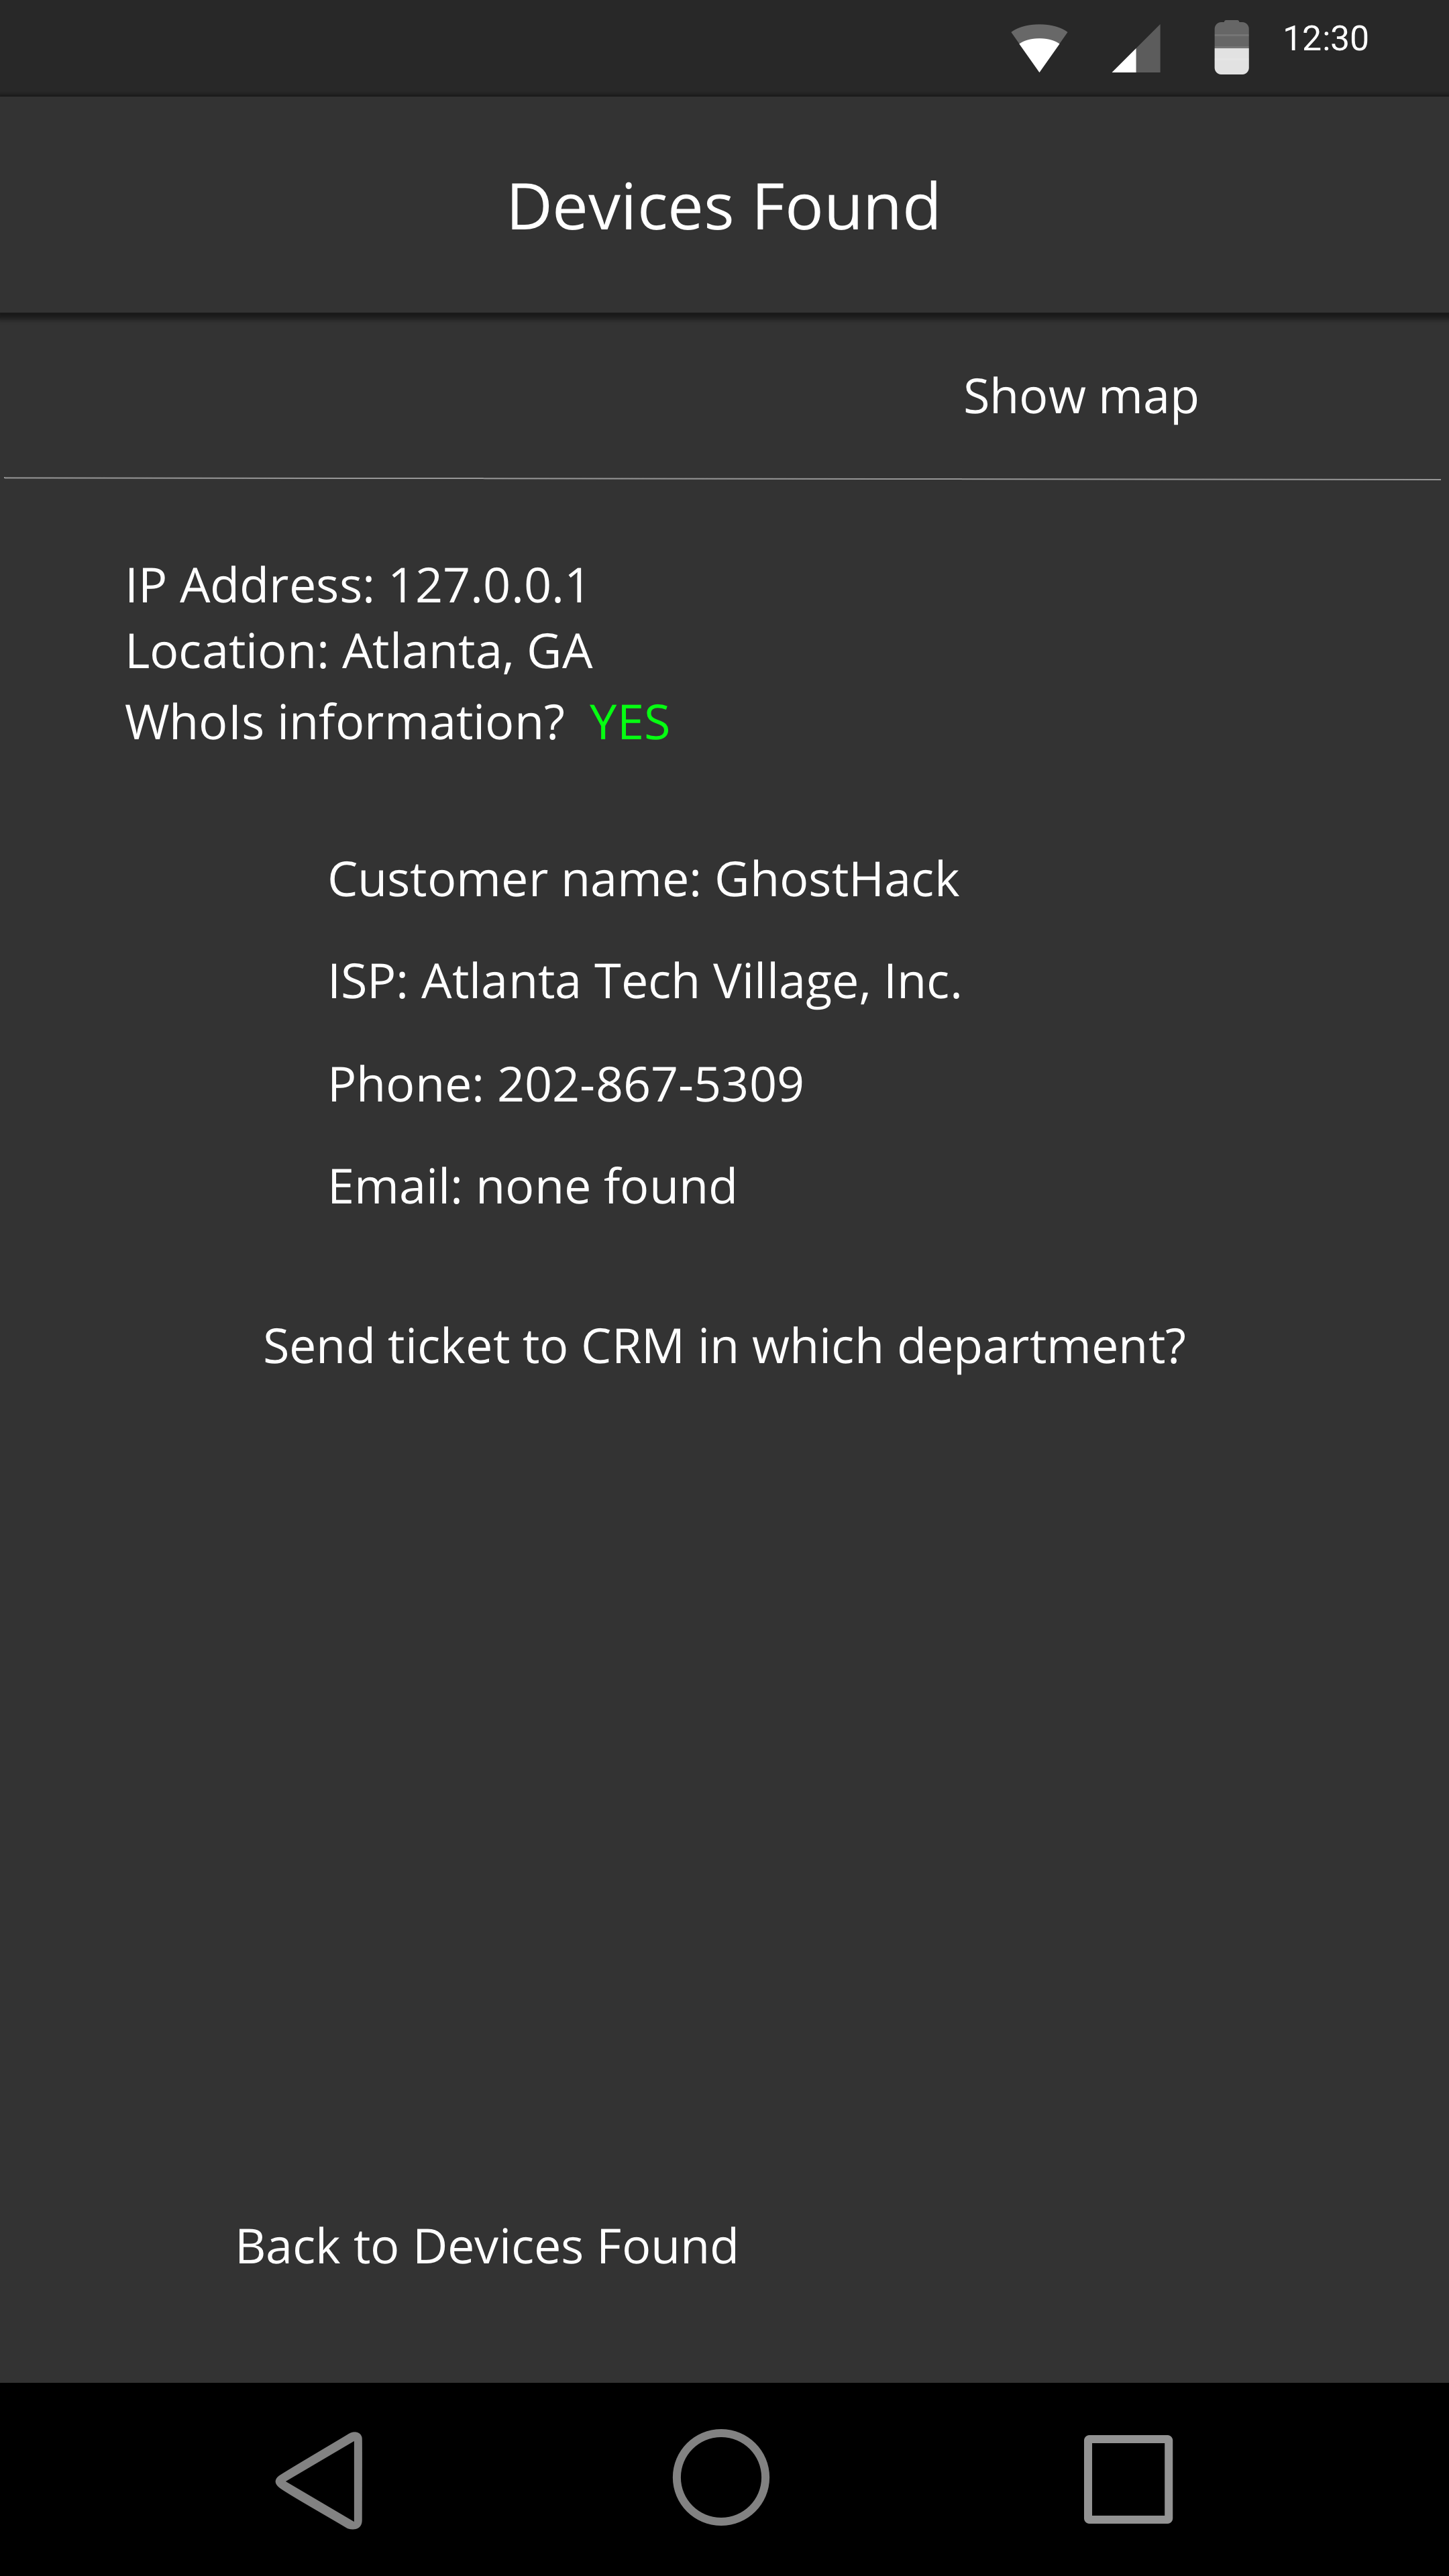 12:30
Devices Found
Show map
IP Address: 127.0.0.1
Location: Atlanta, GA
WhoIs information? YES
Customer name: GhostHack
ISP: Atlanta Tech Village, Inc.
Phone: 202-867-5309
Email: none found
Send ticket to CRM in which department?
Back to Devices Found